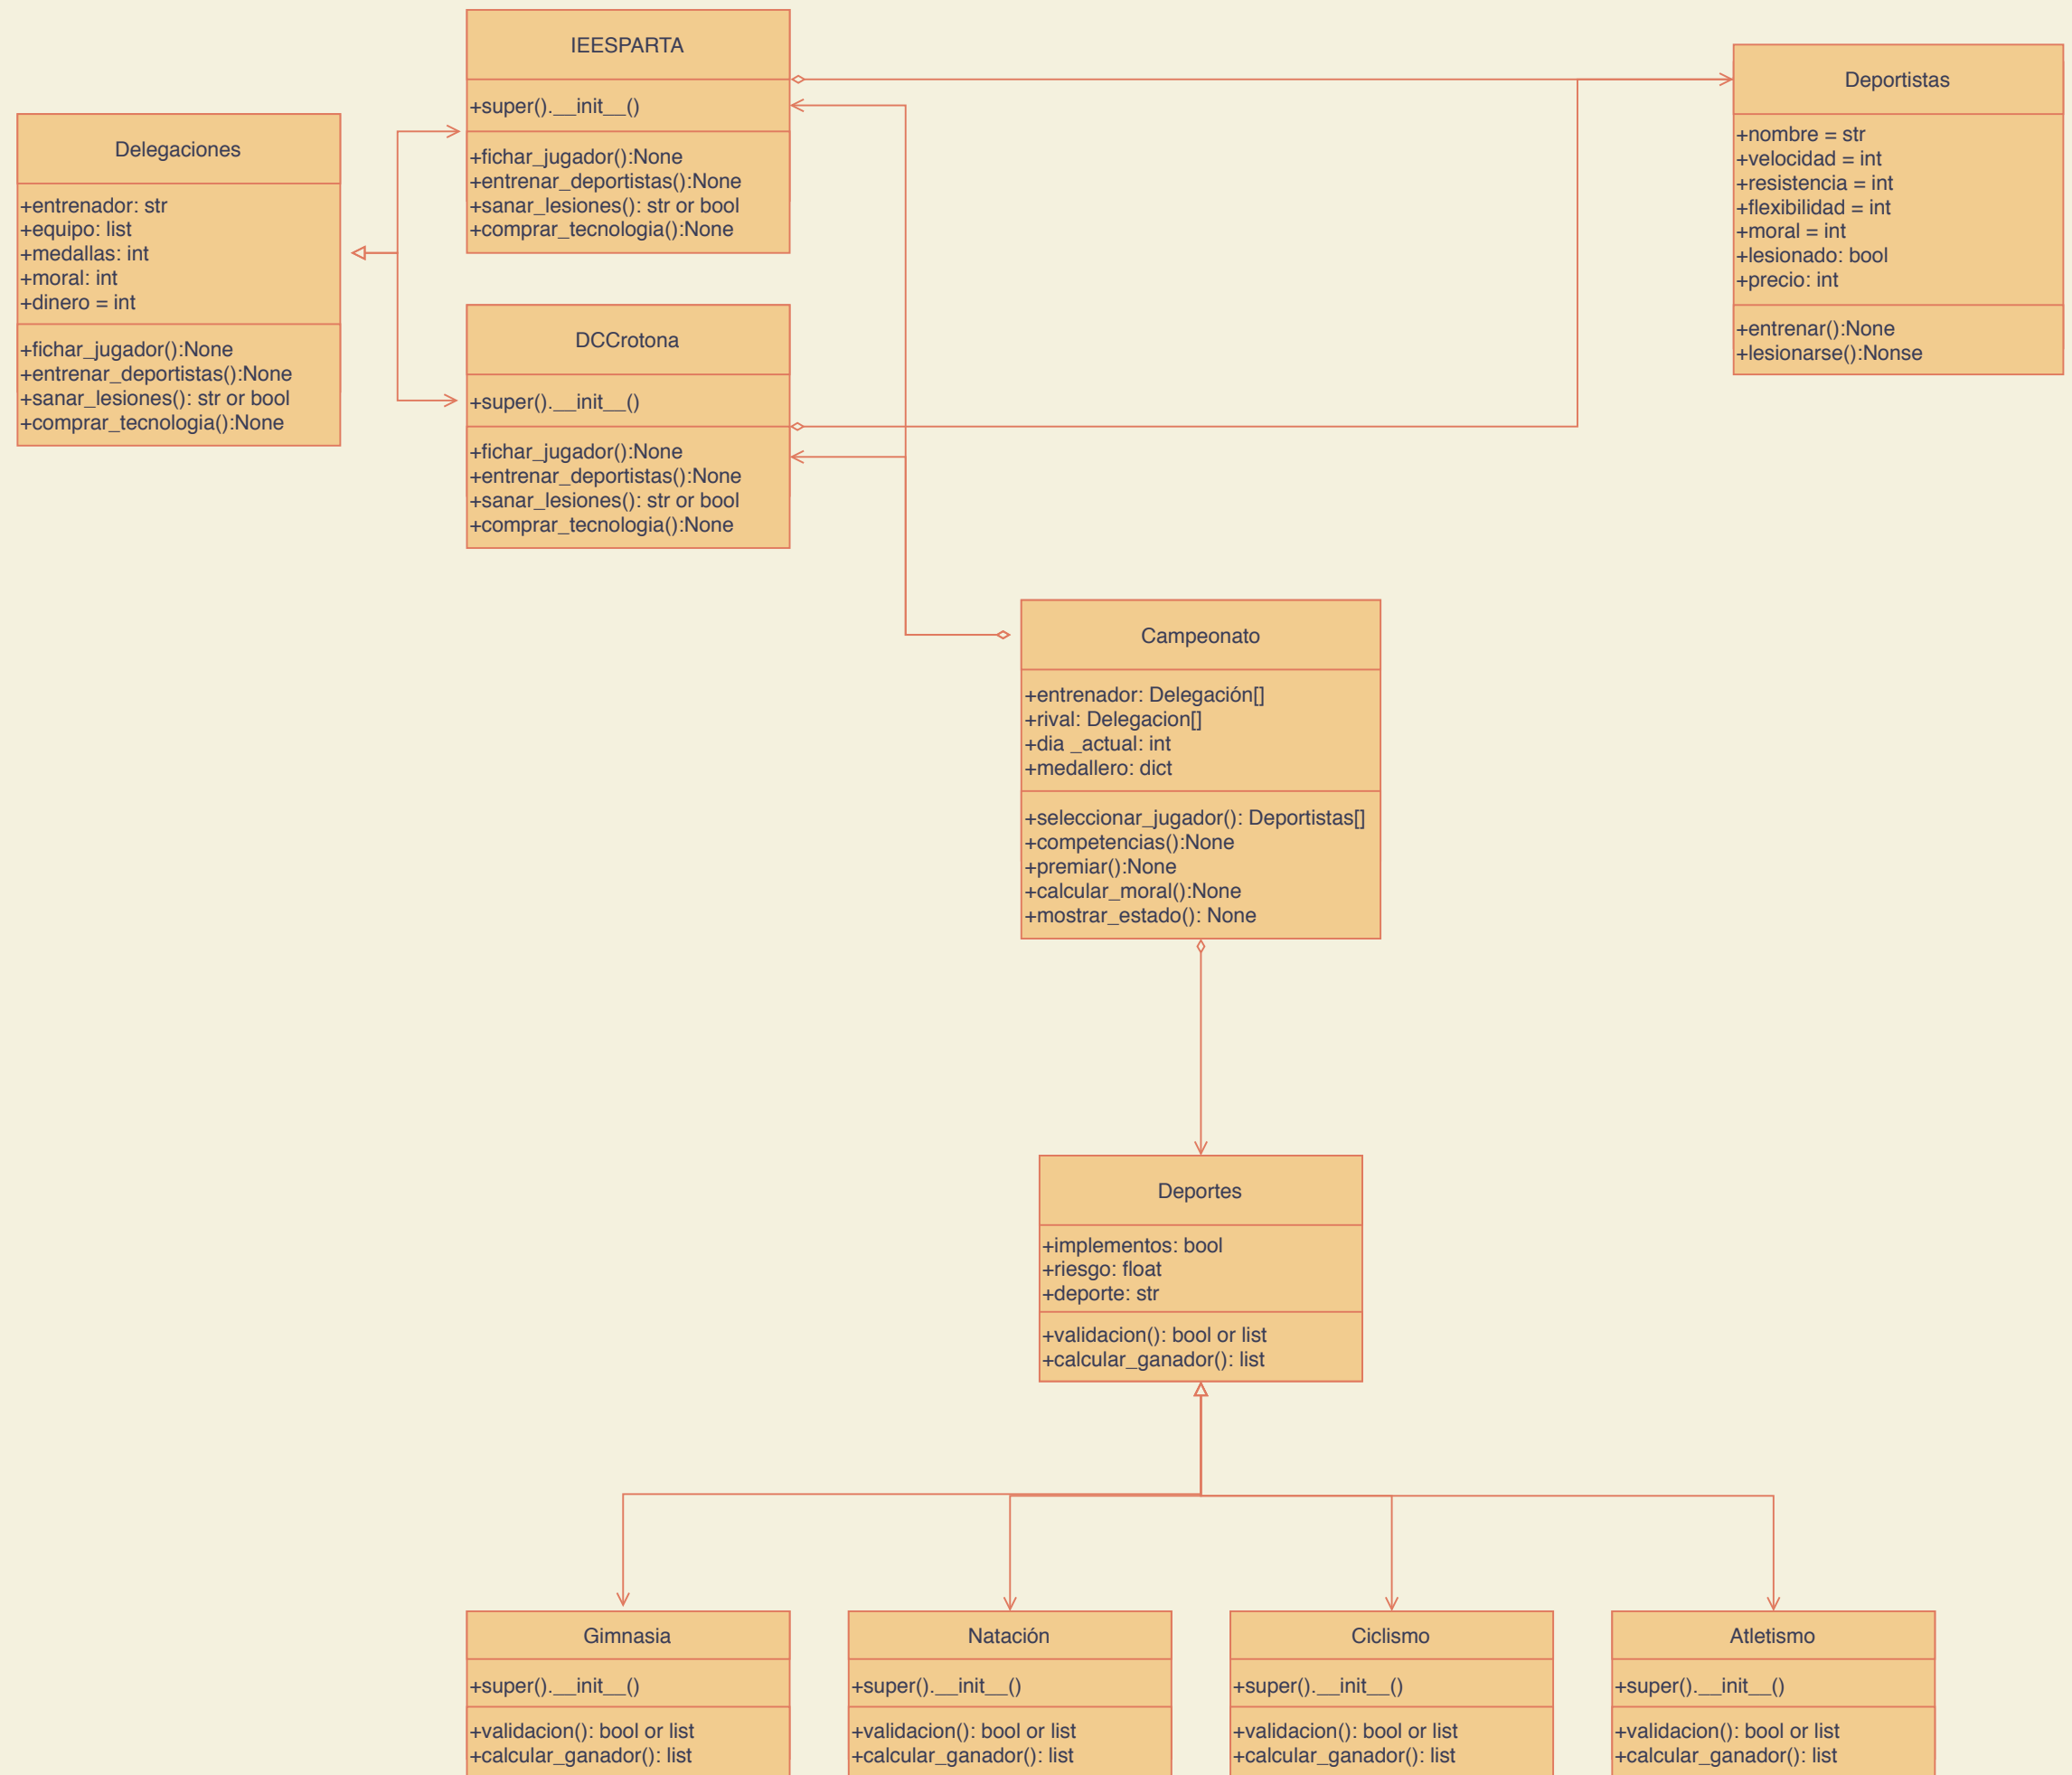 IEESPARTA
+super().__init__()
+fichar_jugador():None
+entrenar_deportistas():None
+sanar_lesiones(): str or bool
+comprar_tecnologia():None
Deportistas
+nombre = str
+velocidad = int
+resistencia = int
+flexibilidad = int
+moral = int
+lesionado: bool
+precio: int
+entrenar():None
+lesionarse():Nonse
Delegaciones
+entrenador: str
+equipo: list
+medallas: int
+moral: int
+dinero = int
+fichar_jugador():None
+entrenar_deportistas():None
+sanar_lesiones(): str or bool
+comprar_tecnologia():None
DCCrotona
+super().__init__()
+fichar_jugador():None
+entrenar_deportistas():None
+sanar_lesiones(): str or bool
+comprar_tecnologia():None
Campeonato
+entrenador: Delegación[]
+rival: Delegacion[]
+dia _actual: int
+medallero: dict
+seleccionar_jugador(): Deportistas[]
+competencias():None
+premiar():None
+calcular_moral():None
+mostrar_estado(): None
Deportes
+implementos: bool
+riesgo: float
+deporte: str
+validacion(): bool or list
+calcular_ganador(): list
Gimnasia
+super().__init__()
+validacion(): bool or list
+calcular_ganador(): list
Natación
+super().__init__()
+validacion(): bool or list
+calcular_ganador(): list
Ciclismo
+super().__init__()
+validacion(): bool or list
+calcular_ganador(): list
Atletismo
+super().__init__()
+validacion(): bool or list
+calcular_ganador(): list